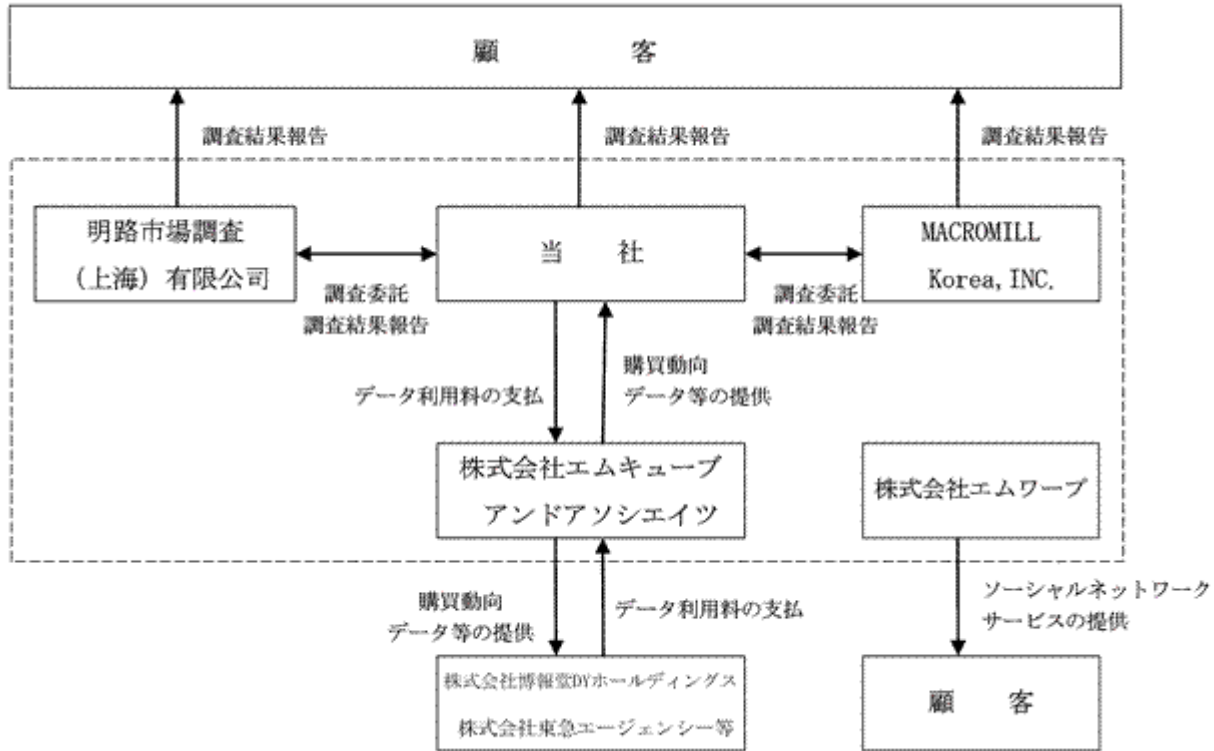 顧　　　客
調査結果報告
調査結果報告
調査結果報告
明路市場調査
（上海）有限公司
当　　社
MACROMILL
Korea,INC.
調査委託
調査結果報告
調査委託
調査結果報告
データ利用料の支払
購買動向
データ等の提供
株式会社エムキューブ
アンドアソシエイツ
株式会社エムワープ
購買動向
データ等の提供
データ利用料の支払
ソーシャルネットワーク
サービスの提供
株式会社博報堂DYホールディングス
株式会社東急エージェンシー等
顧　　客